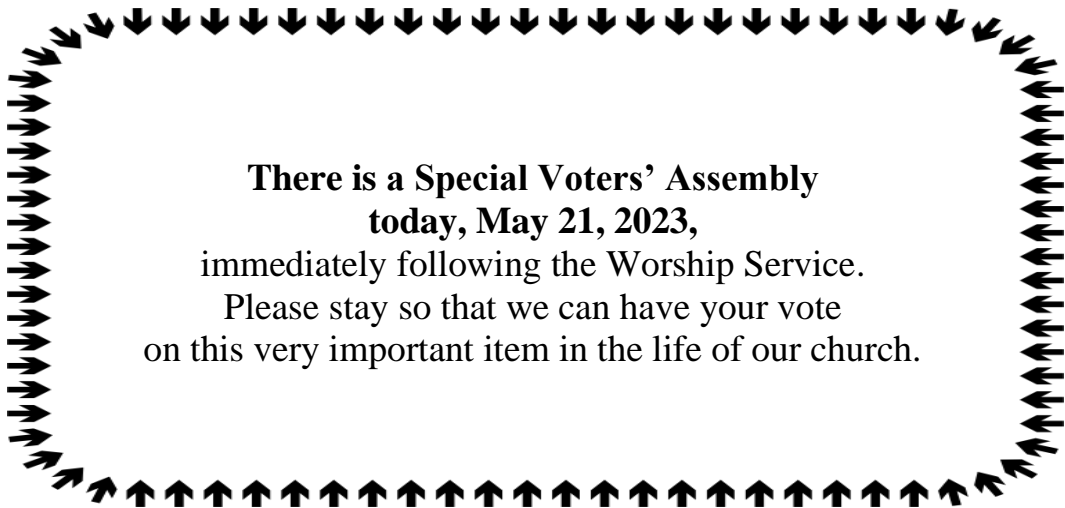 There is a Special Voters’ Assembly
today, May 21, 2023,
immediately following the Worship Service.
Please stay so that we can have your vote
on this very important item in the life of our church.